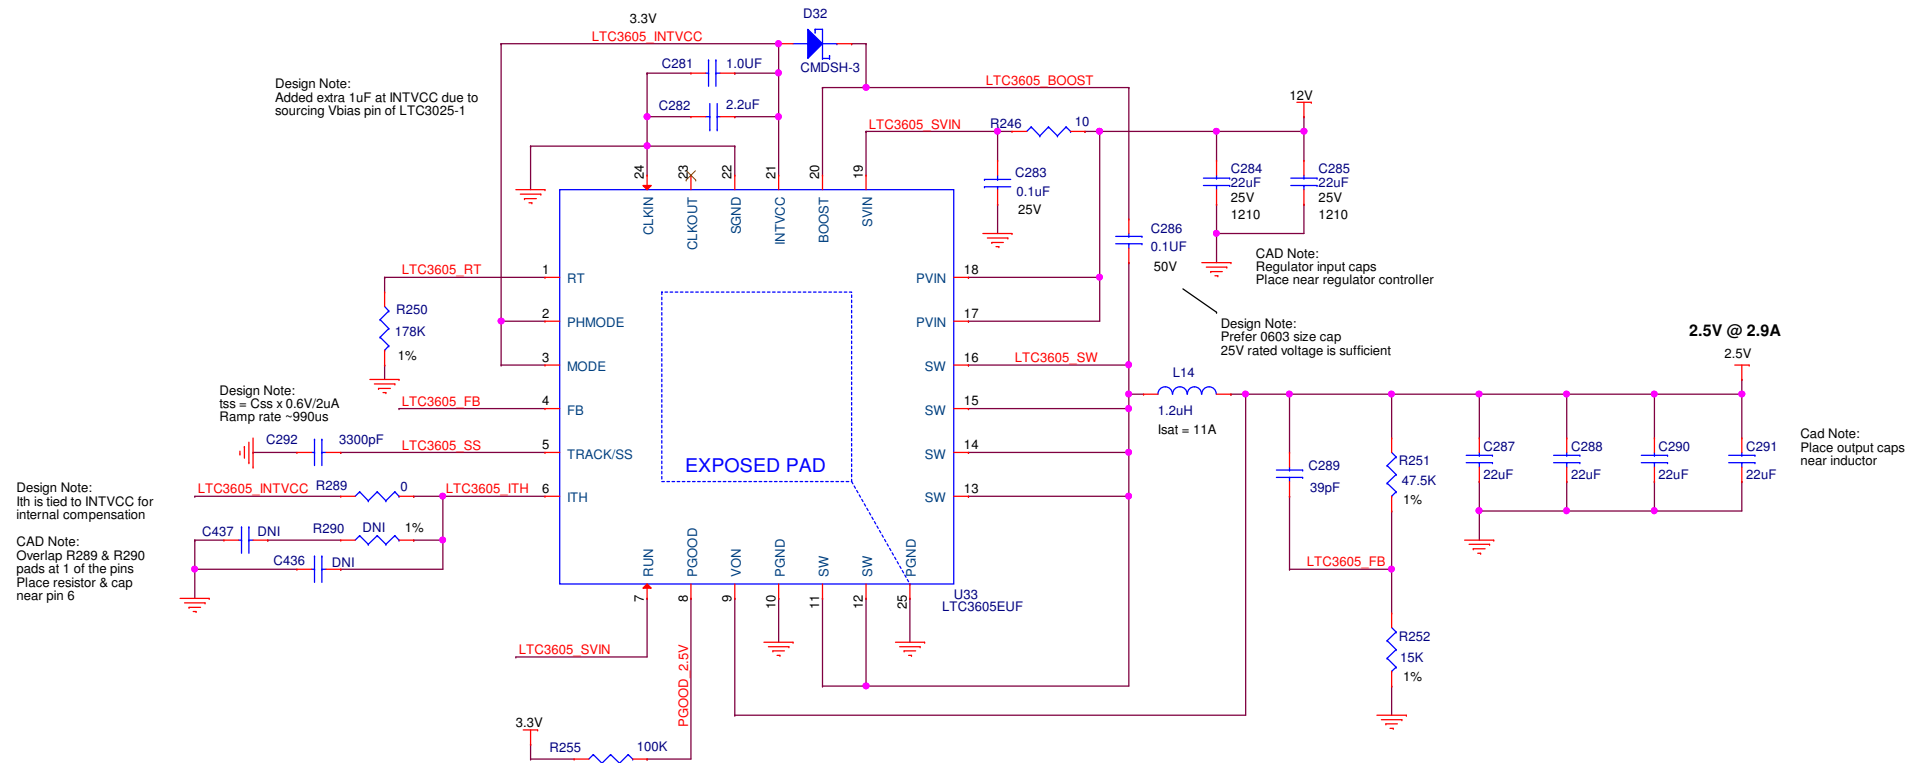 D32
3.3V
LTC3605_INTVCC
CMDSH-3
C281 1.0UF
Design Note:
Added extra 1uF at INTVCC due to
sourcing Vbias pin of LTC3025-1
C282 2.2uF
LTC3605_BOOST
12V
LTC3605_SVIN
R246 10
C283
0.1uF
25V
C284
22uF
25V
1210
C285
22uF
25V
1210
24
23
22
21
20
19
CLKIN
CLKOUT
SGND
INTVCC
BOOST
SVIN
C286
0.1UF
50V
CAD Note:
Regulator input caps
Place near regulator controller
LTC3605_RT
1
RT
PVIN
18
R250
178K
1%
2
PHMODE
PVIN
17
Design Note:
Prefer 0603 size cap
25V rated voltage is sufficient
2.5V @ 2.9A
2.5V
3
MODE
SW
16
LTC3605_SW
L14
1.2uH
Isat = 11A
Design Note:
tss = Css x 0.6V/2uA
Ramp rate ~990us
LTC3605_FB
4
FB
SW
15
C292
3300pF
LTC3605_SS
5
TRACK/SS
SW
14
EXPOSED PAD
C289
39pF
R251
47.5K
1%
C287
22uF
C288
22uF
C290
22uF
C291
22uF
Cad Note:
Place output caps
near inductor
Design Note:
Ith is tied to INTVCC for
internal compensation
LTC3605_INTVCC
R289
0
LTC3605_ITH
6
ITH
SW
13
C437
DNI
R290
DNI
1%
CAD Note:
Overlap R289 & R290
pads at 1 of the pins
Place resistor & cap
near pin 6
C436
DNI
LTC3605_FB
RUN
PGOOD
VON
PGND
SW
SW
PGND
7
8
9
10
11
12
25
U33
LTC3605EUF
R252
15K
1%
LTC3605_SVIN
PGOOD_2.5V
3.3V
R255
100K